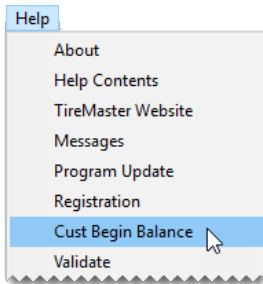 Help
About
Help Contents
TireMaster Website
Messages
Program Update
Registration
Cust Begin Balance
Validate